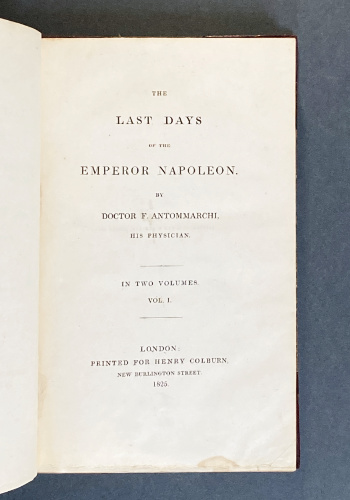 THE
LAST DAYS
OF THE
EMPEROR NAPOLEON.
BY
DOCTOR F. ANTOMMARCHI,
HIS PHYSICIAN.
IN TWO VOLUMES.
VOL. I.
LONDON:
PRINTED FOR HENRY COLBURN,
NEW BURLINGTON STREET.
1825.